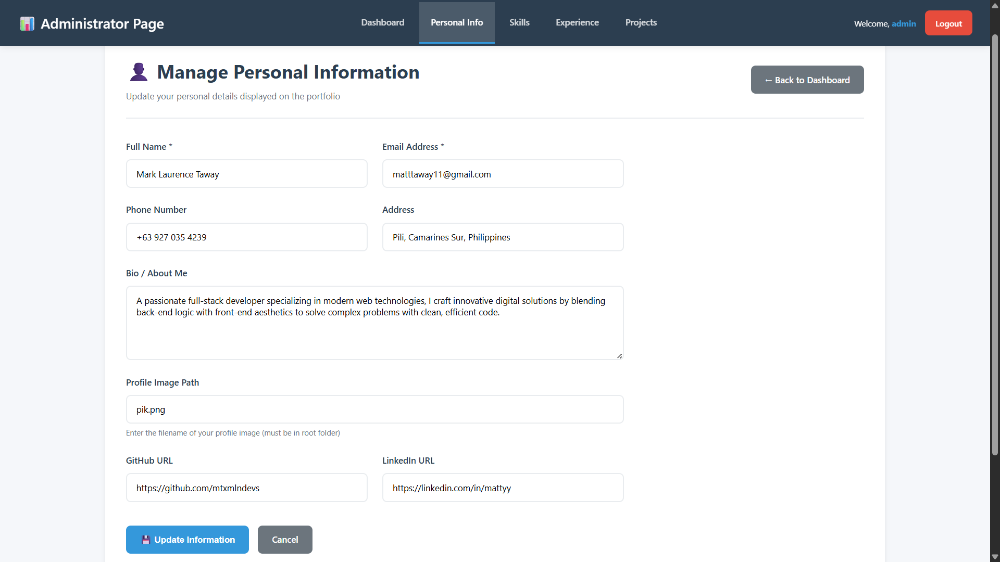 Administrator Page
Dashboard
Personal Info
Skills
Experience
Projects
Welcome, admin
Logout
Manage Personal Information
← Back to Dashboard
Update your personal details displayed on the portfolio
Full Name *
Email Address *
Mark Laurence Taway
matttaway11@gmail.com
Phone Number
Address
+63 927 035 4239
Pili, Camarines Sur, Philippines
Bio / About Me
A passionate full-stack developer specializing in modern web technologies, I craft innovative digital solutions by blending
back-end logic with front-end aesthetics to solve complex problems with clean, efficient code.
Profile Image Path
pik.png
Enter the filename of your profile image (must be in root folder)
GitHub URL
LinkedIn URL
https://github.com/mtxmlndevs
https://linkedin.com/in/mattyy
Update Information
Cancel